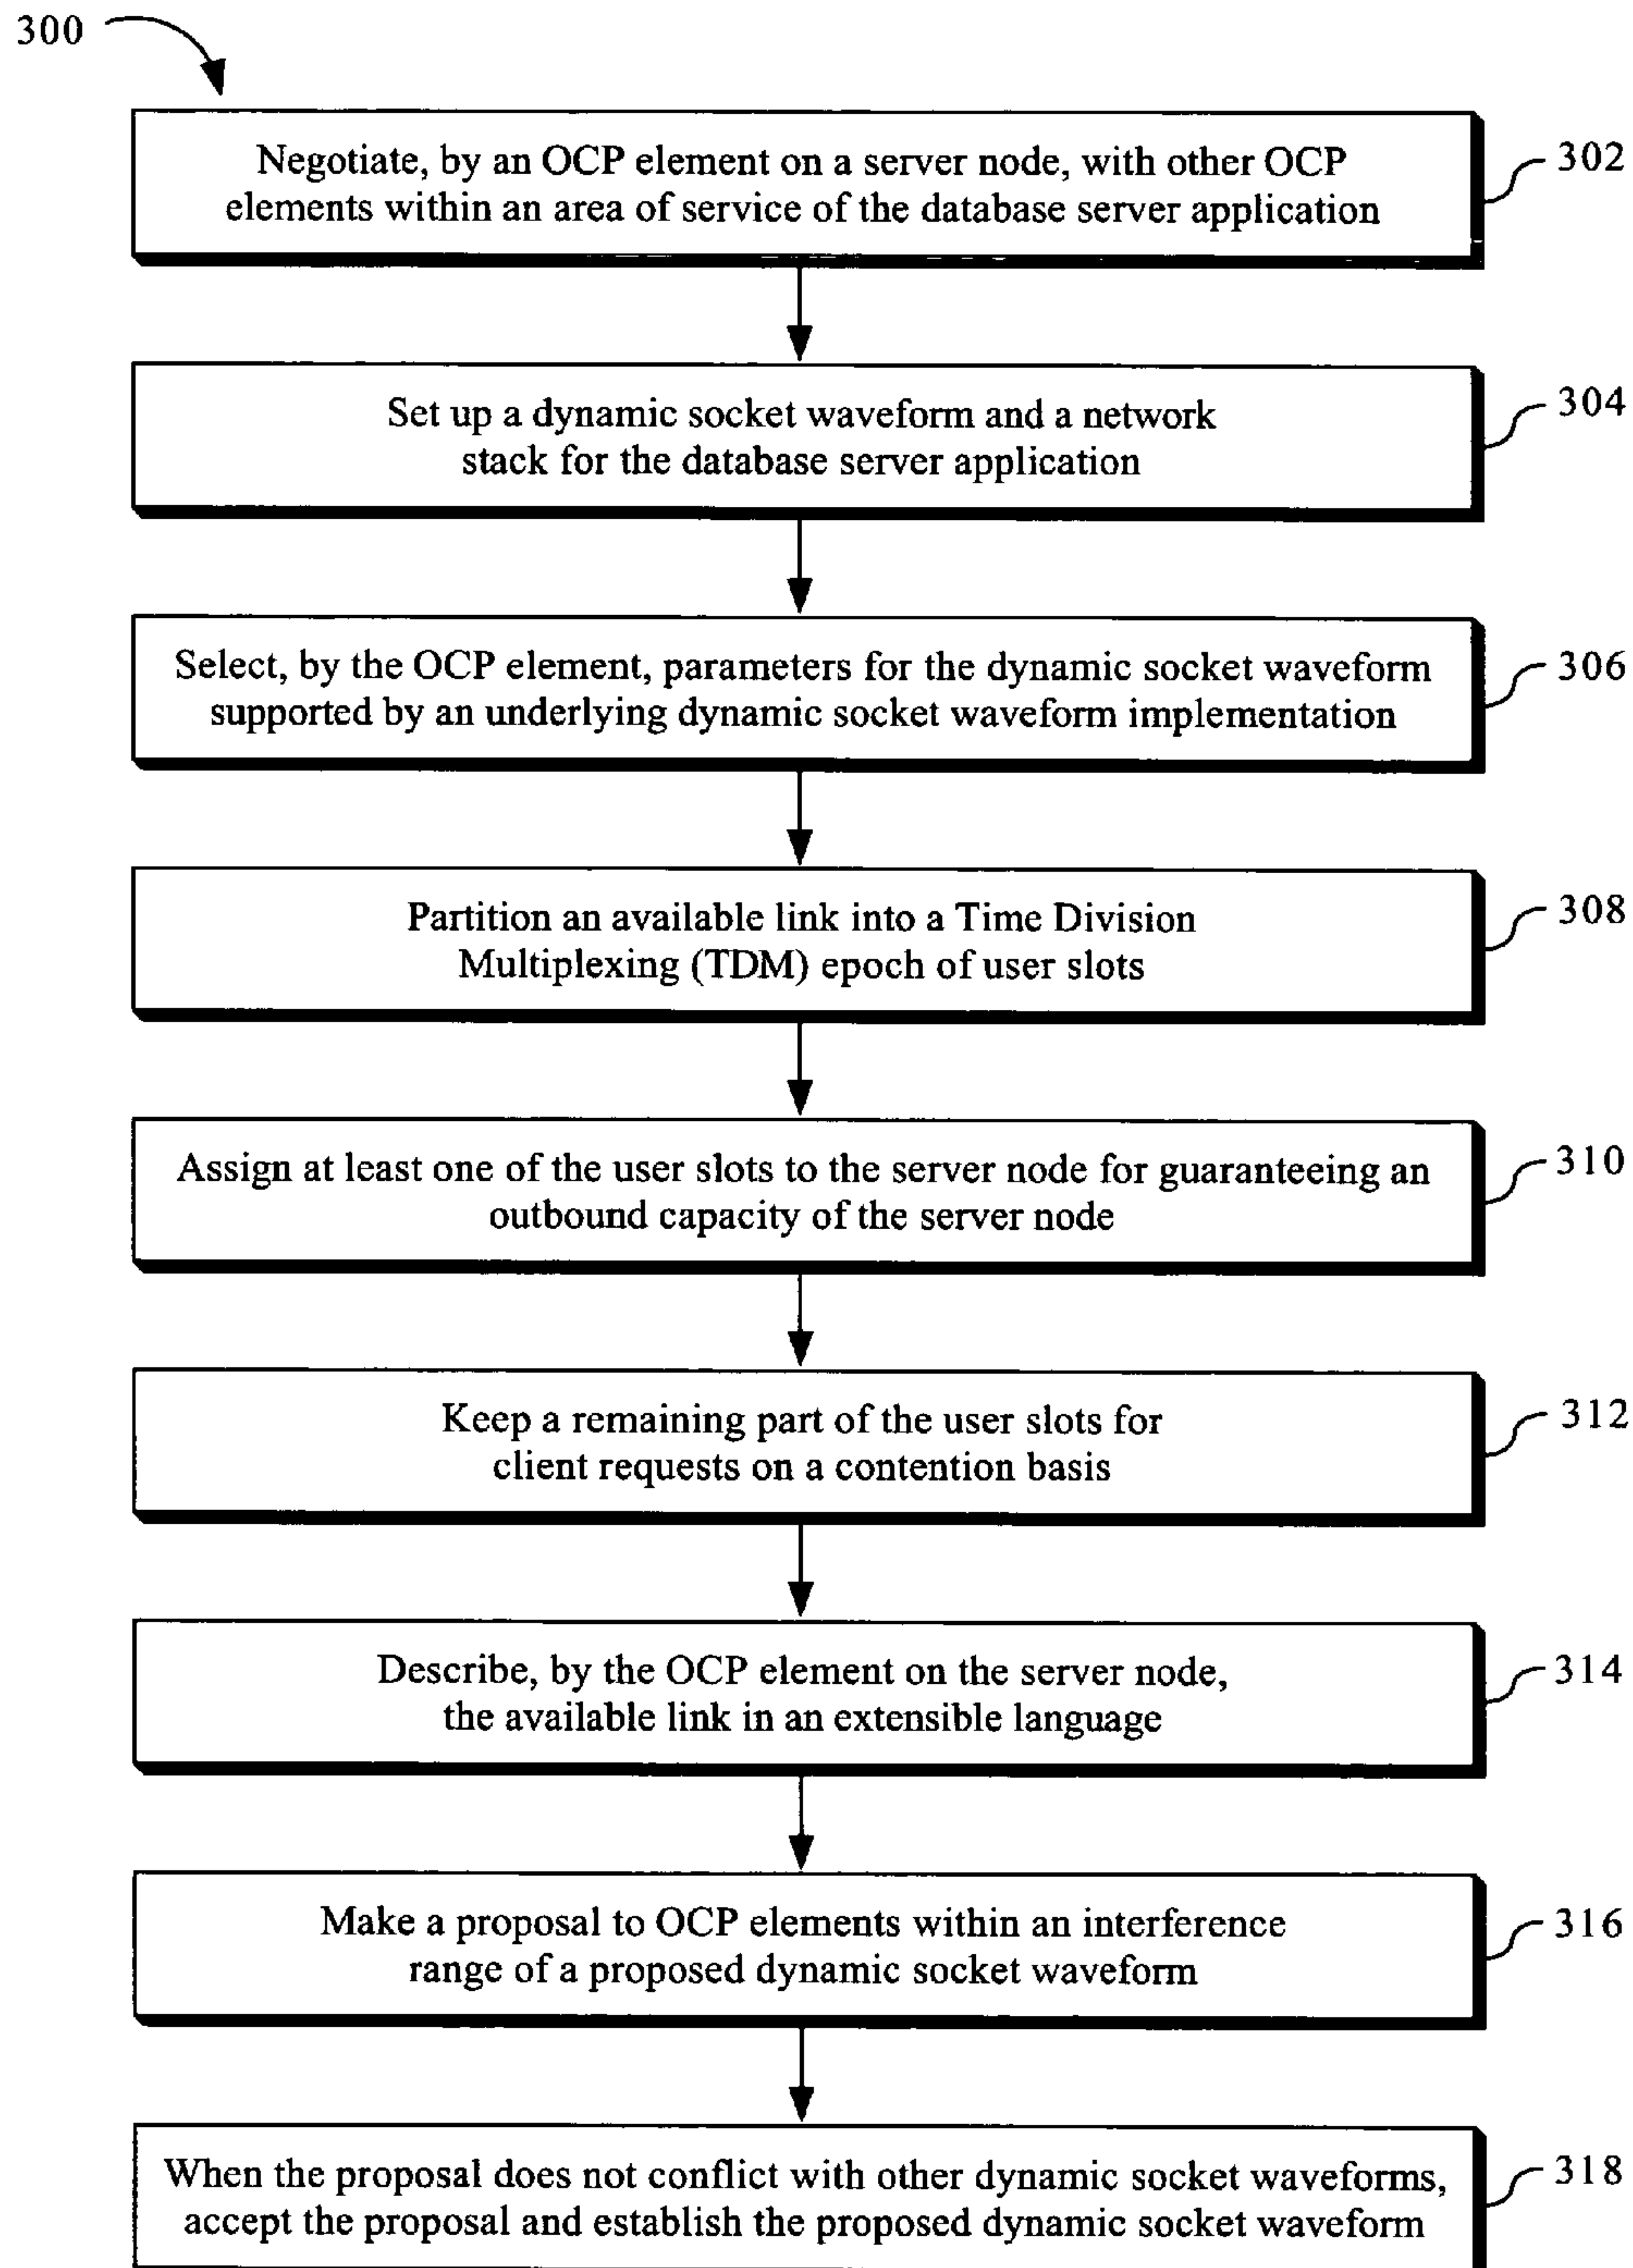 300
Negotiate, by an OCP element on a server node, with other OCP
elements within an area of service of the database server application
302
Set up a dynamic socket waveform and a network
stack for the database server application
304
Select, by the OCP element, parameters for the dynamic socket waveform
supported by an underlying dynamic socket waveform implementation
306
Partition an available link into a Time Division
Multiplexing (TDM) epoch of user slots
308
Assign at least one of the user slots to the server node for guaranteeing an
outbound capacity of the server node
310
Keep a remaining part of the user slots for
client requests on a contention basis
312
Describe, by the OCP element on the server node,
the available link in an extensible language
314
Make a proposal to OCP elements within an interference
range of a proposed dynamic socket waveform
316
When the proposal does not conflict with other dynamic socket waveforms,
accept the proposal and establish the proposed dynamic socket waveform
318